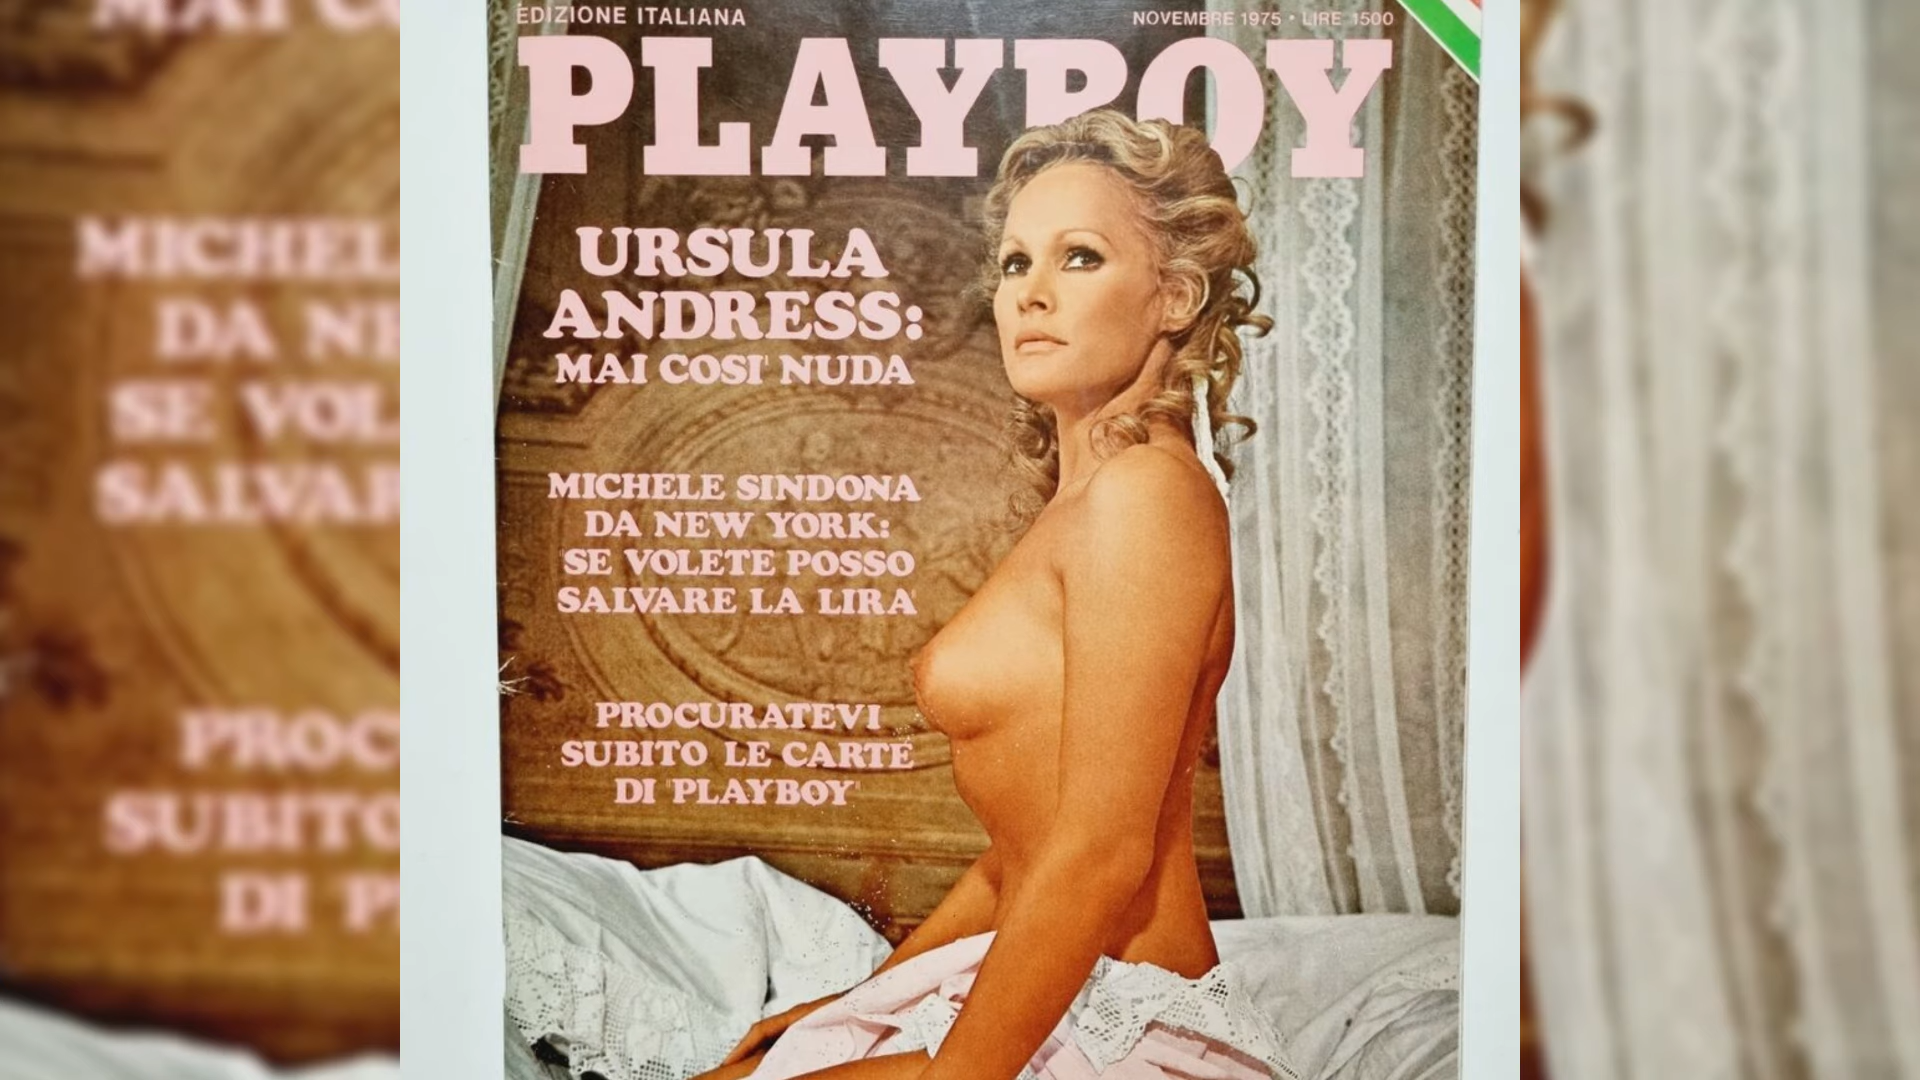 EDIZIONE ITALIANA
NOVEMBRE 1975 • LIRE 1500
PLAYBOY
URSULA
ANDRESS:
MAI COSI' NUDA
MICHELE SINDONA
DA NEW YORK:
'SE VOLETE POSSO
SALVARE LA LIRA'
PROCURATEVI
SUBITO LE CARTE
DI "PLAYBOY"